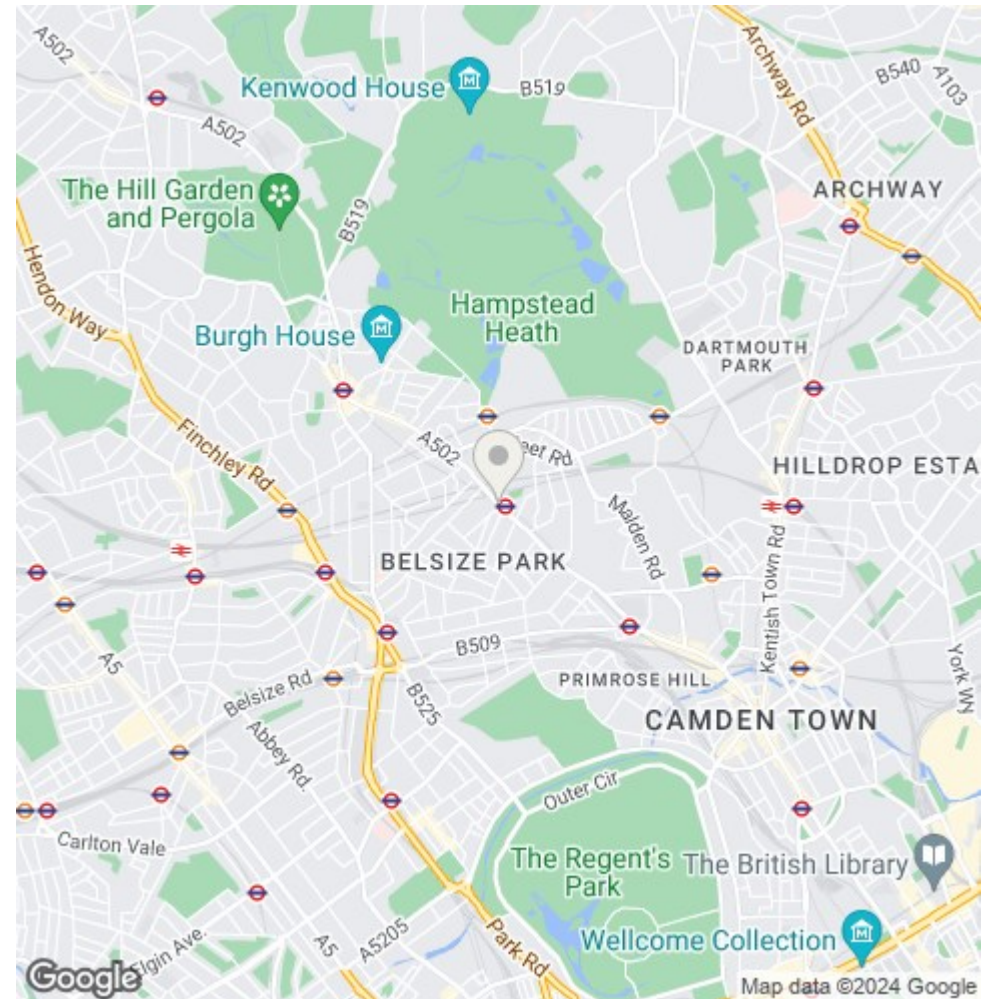 A502
Kenwood House
B519
Archway Rd
B540
A103
A502
The Hill Garden
and Pergola
B519
ARCHWAY
Hendon Way
Hampstead
Heath
Burgh House
DARTMOUTH
PARK
Finchley Rd
A502
eet Rd
HILLDROP ESTA
Malden Rd
BELSIZE PARK
Kentish Town Rd
A5
B509
York Wy
Belsize Rd
PRIMROSE HILL
B525
CAMDEN TOWN
Abbey Rd.
Outer Cir
Carlton Vale
The Regent's
Park
The British Library
Park Rd
Elgin Ave.
A5
A5205
Wellcome Collection
Google
Map data ©2024 Google